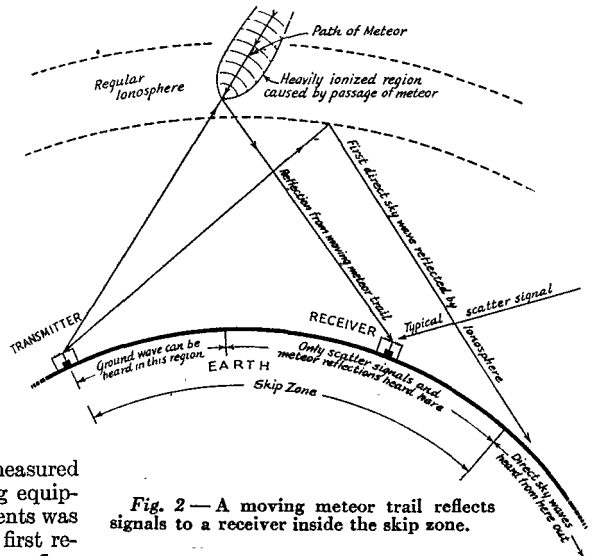 Path of Meteor
Regular
Ionosphere
Heavily ionized region
caused by passage of meteor
First direct sky wave reflected by
Ionosphere
Reflection from moving meteor trail
TRANSMITTER
RECEIVER
Typical scatter signal
Ground wave can be
heard in this region
EARTH
Only scatter signals and
meteor reflections heard here
Skip Zone
Direct sky waves
heard from here out
neasured
g equip-
ents was
first re-
Fig. 2 — A moving meteor trail reflects
signals to a receiver inside the skip zone.